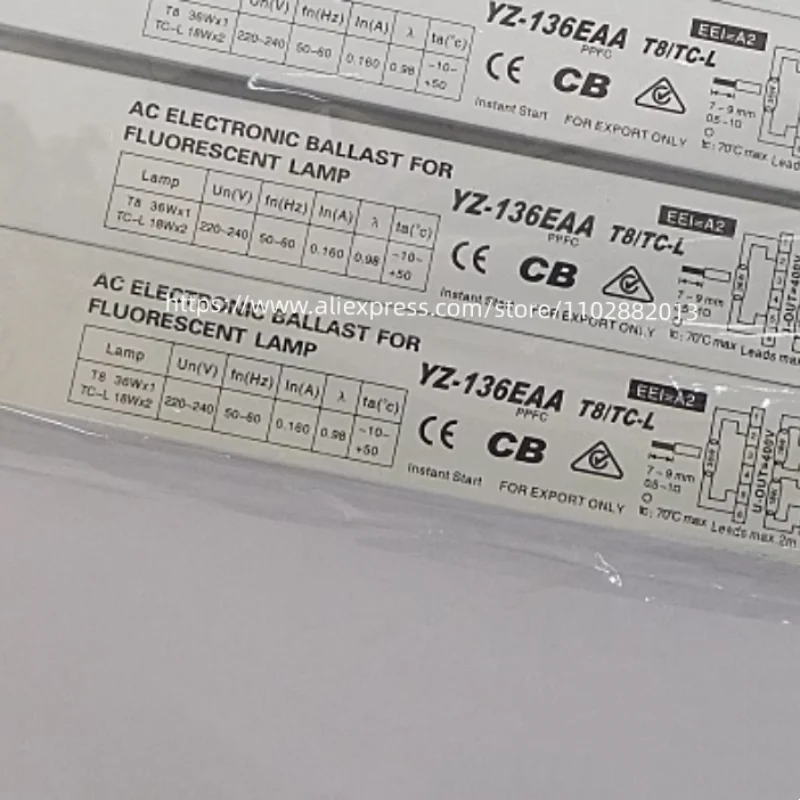 Un(V) fn(Hz) In(A) λ ta(°c)
T8 36Wx1
TC-L 18Wx2 220-240 50-60 0.160 0.98 -10-
+50
YZ-136EAA T8/TC-L
PPFC
EEI=A2
CE CB
Instant Start FOR EXPORT ONLY
7-9 mm
0.5-1□
tc: 70°C max Leads
AC ELECTRONIC BALLAST FOR
FLUORESCENT LAMP
Lamp Un(V) fn(Hz) In(A) λ ta(°c)
T8 36Wx1
TC-L 18Wx2 220-240 50-60 0.160 0.98 -10-
+50
YZ-136EAA T8/TC-L
PPFC
EEI=A2
CE CB
Instant Start FOR EXPORT ONLY
7-9 mm
tc: 70°C max Leads max
U-OUT=400V
https://www.aliexpress.com/store/1102882013
AC ELECTRONIC BALLAST FOR
FLUORESCENT LAMP
Lamp Un(V) fn(Hz) In(A) λ ta(°c)
T8 36Wx1
TC-L 18Wx2 220-240 50-60 0.160 0.98 -10-
+50
YZ-136EAA T8/TC-L
PPFC
EEI=A2
CE CB
Instant Start FOR EXPORT ONLY
7-9 mm
0.5-1□
tc: 70°C max Leads max 2m
U-OUT=400V